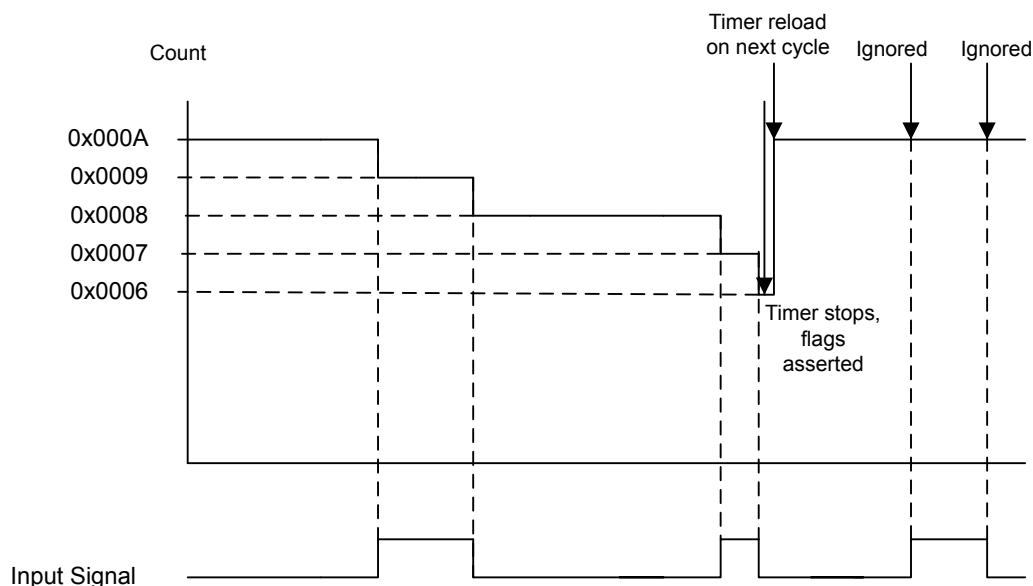 Timer reload
on next cycle
Ignored
Ignored
Count
0x000A
0x0009
0x0008
0x0007
0x0006
Timer stops,
flags
asserted
Input Signal